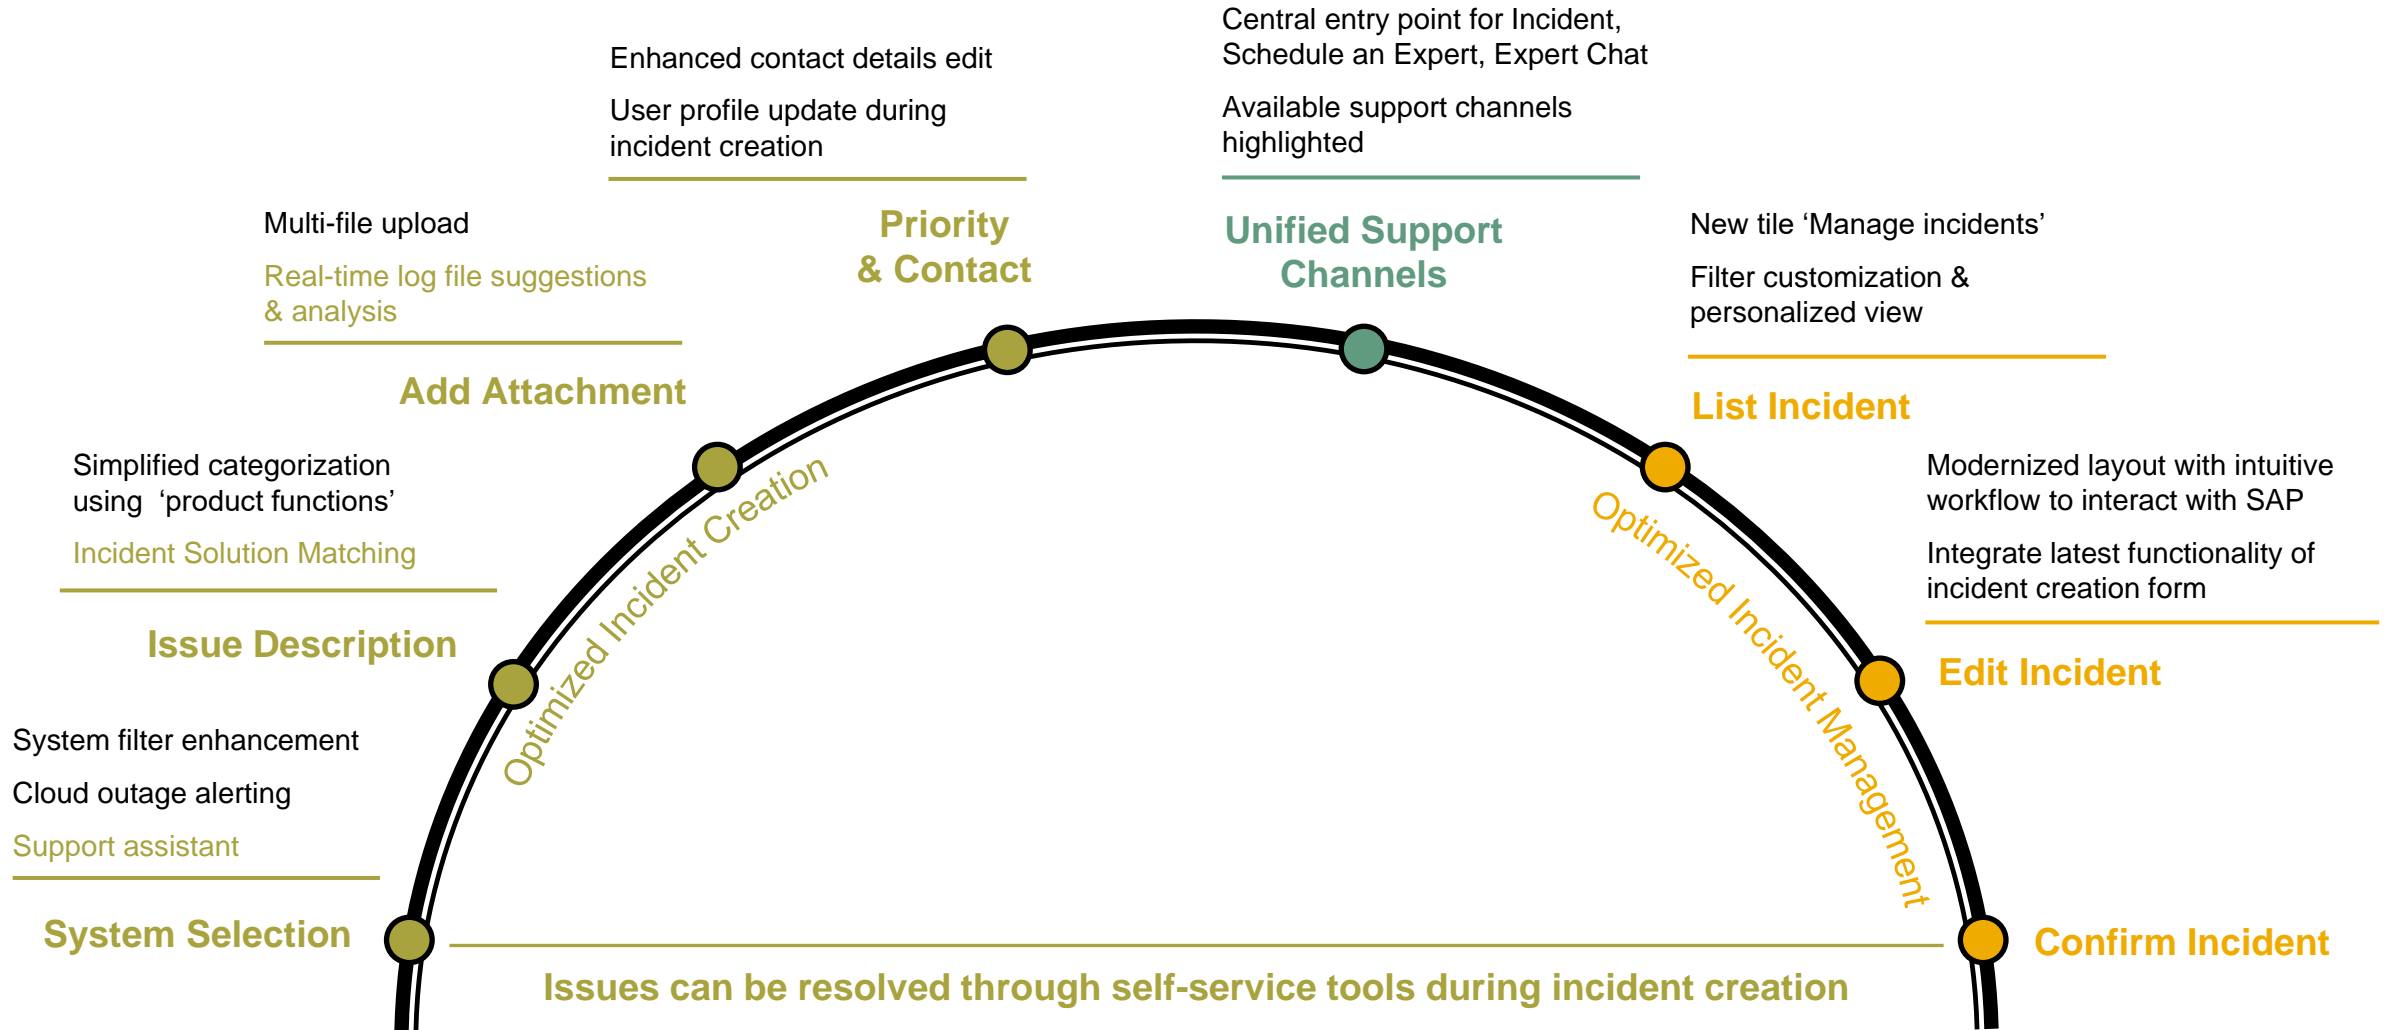 Central entry point for Incident,
Schedule an Expert, Expert Chat
Available support channels
highlighted
Unified Support
Channels
Enhanced contact details edit
User profile update during
incident creation
Priority
& Contact
Multi-file upload
Real-time log file suggestions
& analysis
Add Attachment
Simplified categorization
using ‘product functions’
Incident Solution Matching
Issue Description
System filter enhancement
Cloud outage alerting
Support assistant
System Selection
Optimized Incident Creation
New tile ‘Manage incidents’
Filter customization &
personalized view
List Incident
Modernized layout with intuitive
workflow to interact with SAP
Integrate latest functionality of
incident creation form
Edit Incident
Optimized Incident Management
Confirm Incident
Issues can be resolved through self-service tools during incident creation